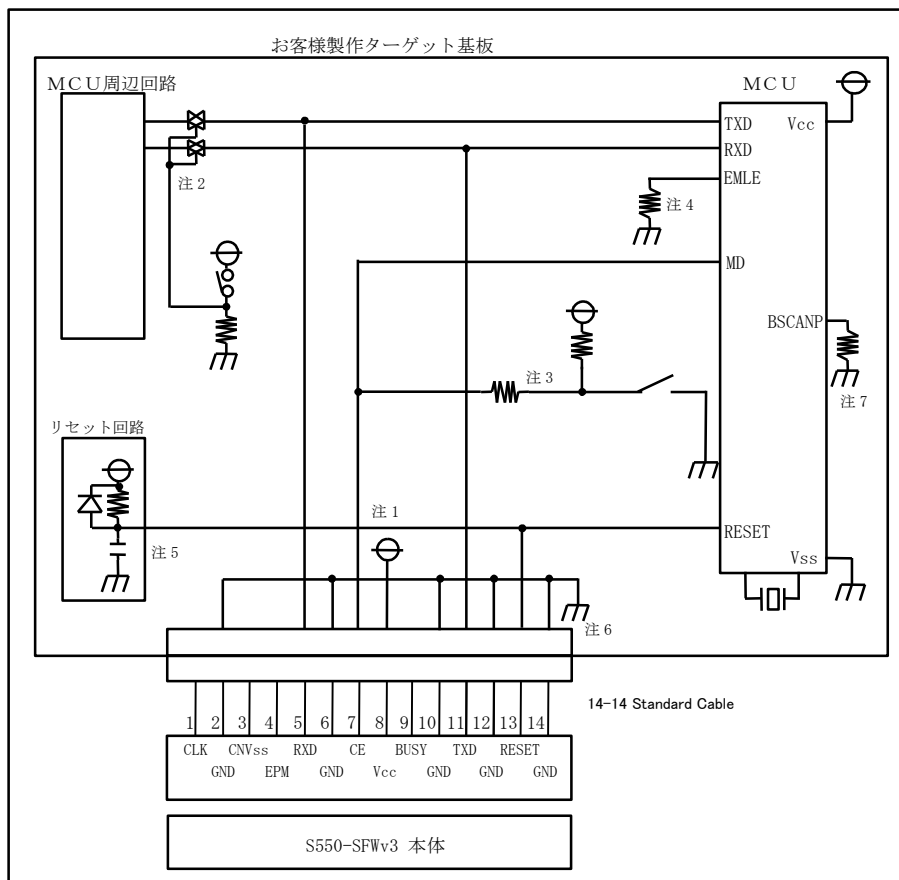 お客様製作ターゲット基板
MCU周辺回路
MCU
TXD
Vcc
RXD
注2
EMLE
注4
MD
BSCANP
注3
注7
リセット回路
注1
注5
RESET
Vss
注6
14-14 Standard Cable
1 2 3 4 5 6 7 8 9 10 11 12 13 14
CLK CNVss RXD CE BUSY TXD RESET
GND EPM GND Vcc GND GND GND
S550-SFWv3 本体